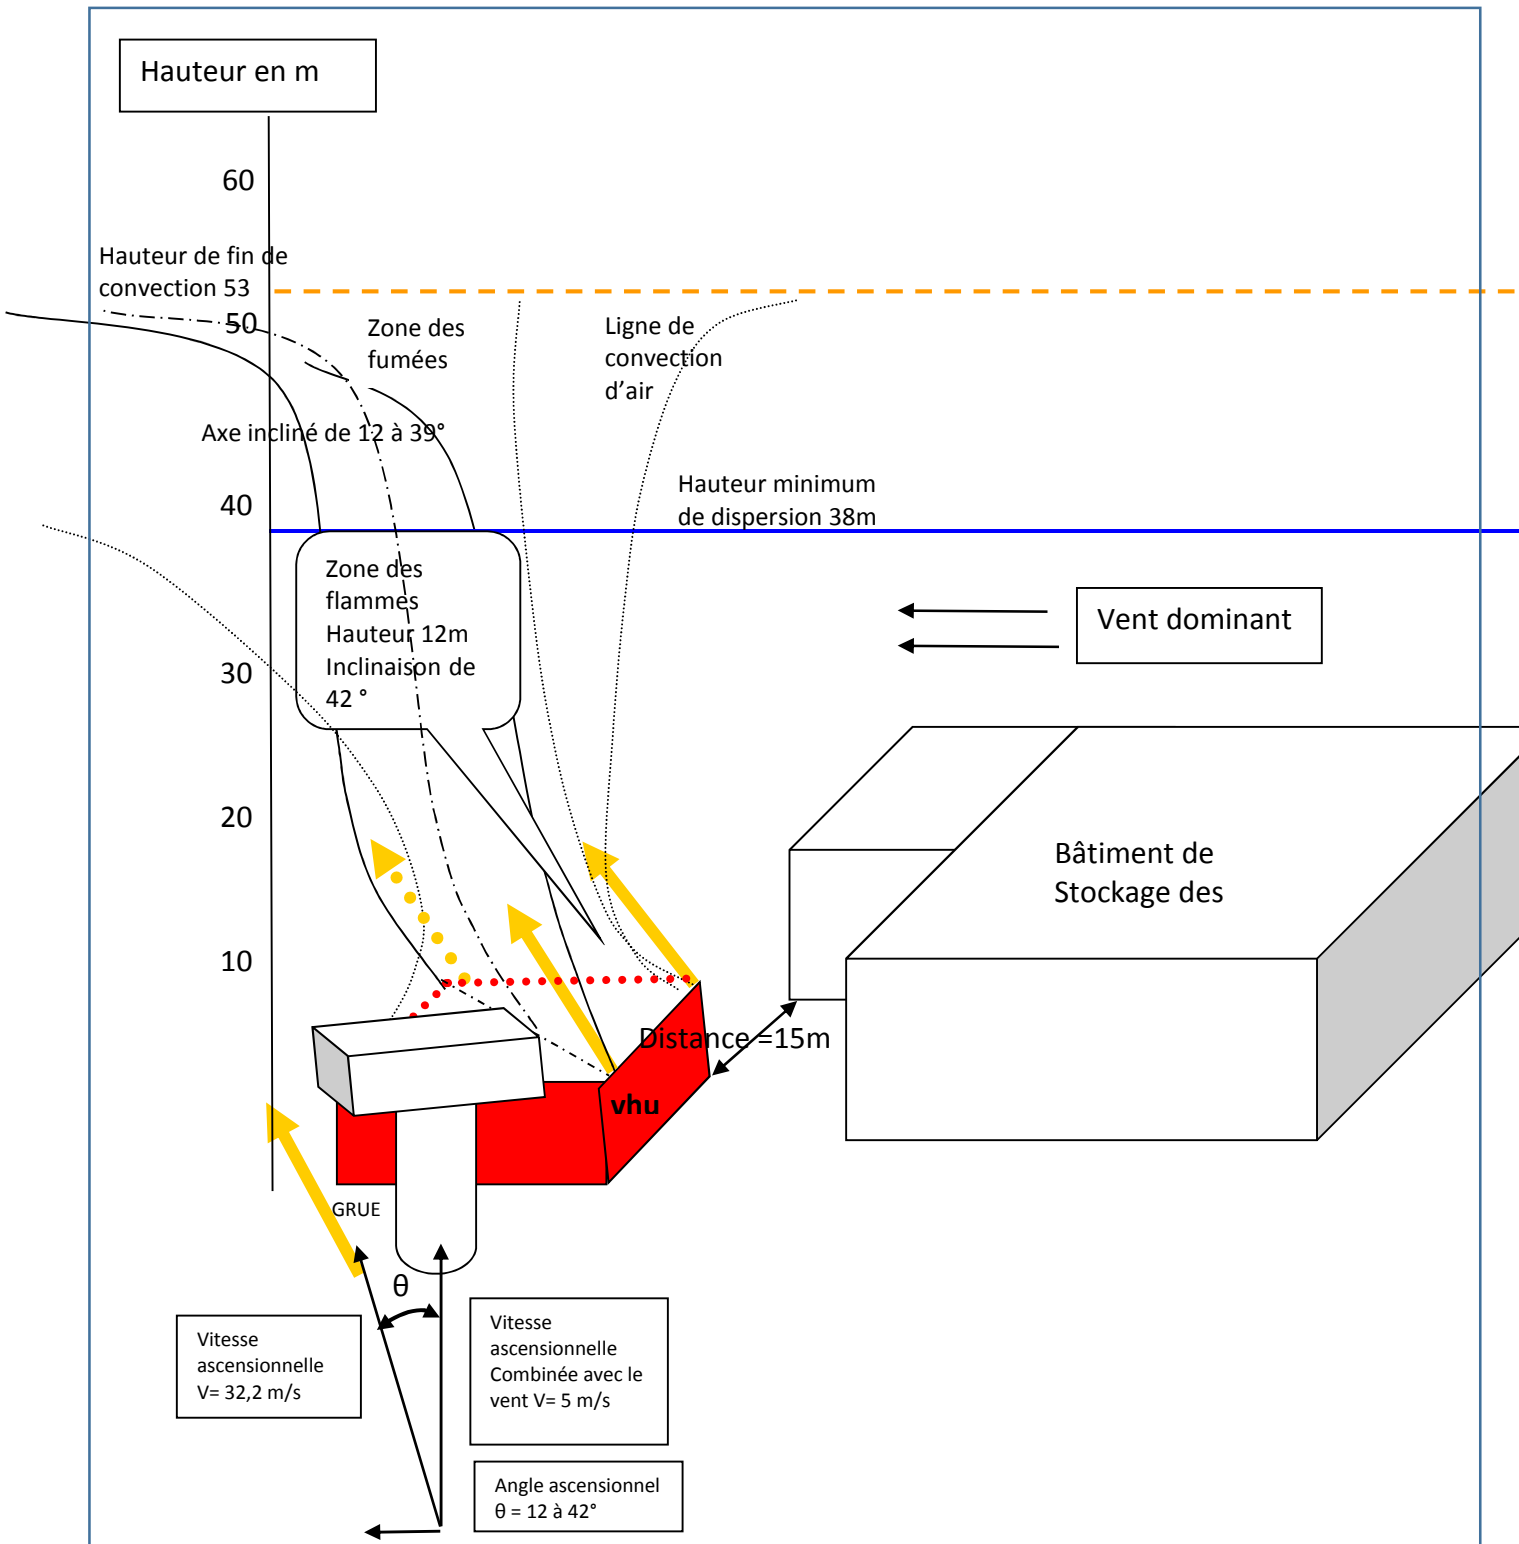 Hauteur en m
60
Hauteur de fin de
convection 53
50
Zone des
fumées
Ligne de
convection
d’air
Axe incliné de 12 à 39°
Hauteur minimum
de dispersion 38m
40
Zone des
flammes
Hauteur 12m
Inclinaison de
42 °
Vent dominant
30
20
Bâtiment de
Stockage des
10
Distance =15m
vhu
GRUE
θ
Vitesse
ascensionnelle
V= 32,2 m/s
Vitesse
ascensionnelle
Combinée avec le
vent V= 5 m/s
Angle ascensionnel
θ = 12 à 42°